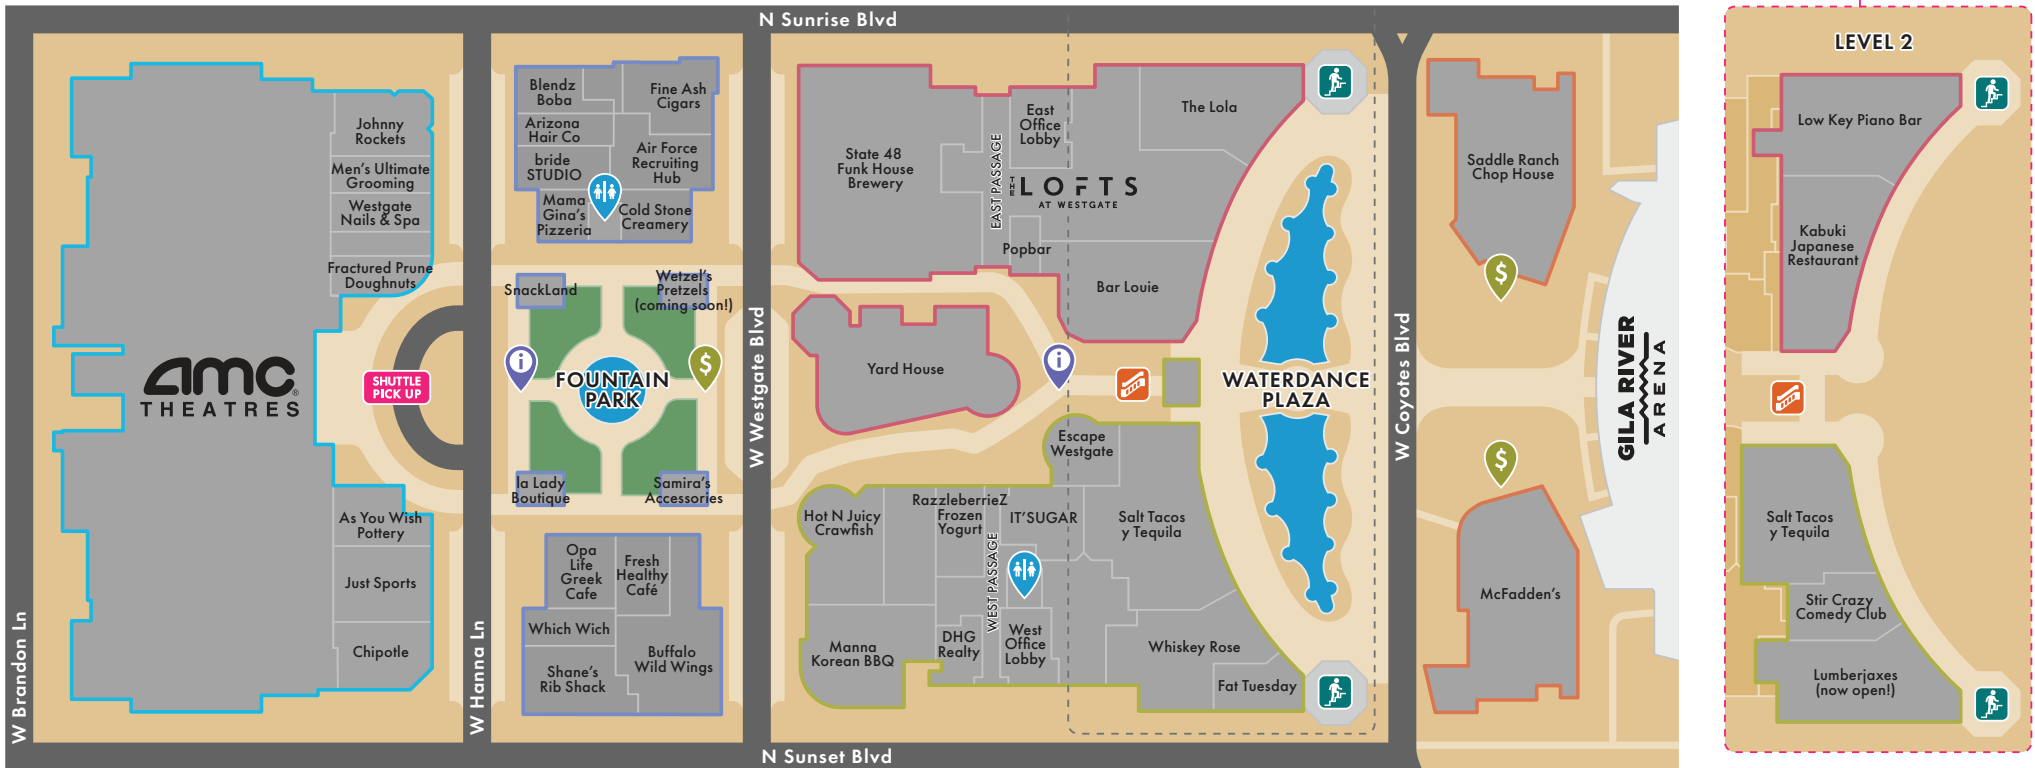 N Sunrise Blvd
W Brandon Ln
AMC
THEATRES
Johnny
Rockets
Men's Ultimate
Grooming
Westgate
Nails & Spa
Fractured Prune
Doughnuts
SHUTTLE
PICK UP
As You Wish
Pottery
Just Sports
Chipotle
W Hanna Ln
Blendz
Boba
Fine Ash
Cigars
Arizona
Hair Co
bride
STUDIO
Air Force
Recruiting
Hub
Mama
Gina's
Pizzeria
Cold Stone
Creamery
SnackLand
Wetzel's
Pretzels
(coming soon!)
i
$
FOUNTAIN
PARK
la Lady
Boutique
Samira's
Accessories
Opa
Life
Greek
Cafe
Fresh
Healthy
Café
Which Wich
Shane's
Rib Shack
Buffalo
Wild Wings
W Westgate Blvd
State 48
Funk House
Brewery
EAST PASSAGE
East
Office
Lobby
The Lola
THE LOFTS
AT WESTGATE
Popbar
Bar Louie
Yard House
i
WATERDANCE
PLAZA
Escape
Westgate
Hot N Juicy
Crawfish
RazzleberrieZ
Frozen
Yogurt
IT'SUGAR
Salt Tacos
y Tequila
WEST PASSAGE
Manna
Korean BBQ
DHG
Realty
West
Office
Lobby
Whiskey Rose
Fat Tuesday
W Coyotes Blvd
Saddle Ranch
Chop House
$
$
McFadden's
GILA RIVER
ARENA
N Sunset Blvd
LEVEL 2
Low Key Piano Bar
Kabuki
Japanese
Restaurant
Salt Tacos
y Tequila
Stir Crazy
Comedy Club
Lumberjaxes
(now open!)